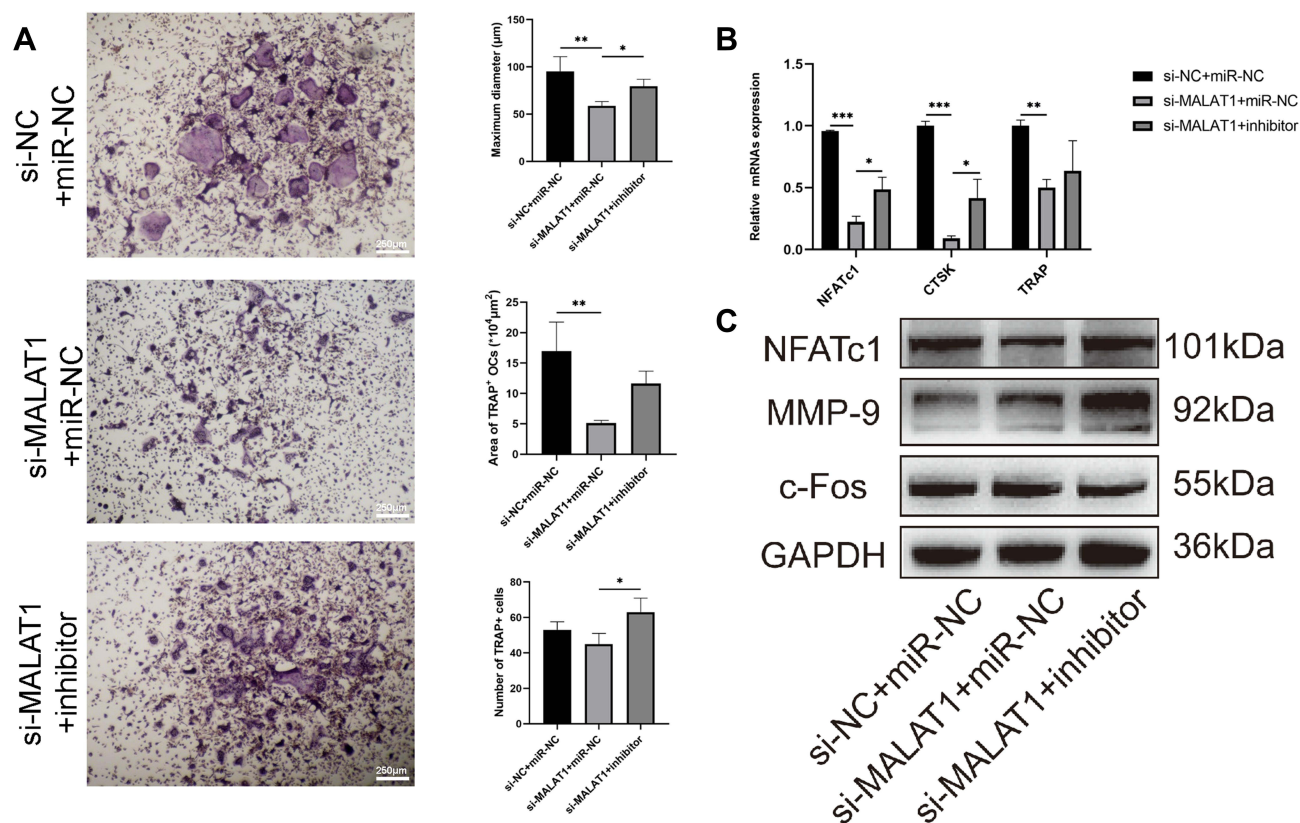 A
si-NC
+miR-NC
250μm
Maximum diameter (μm)
150
100
50
0
**
*
si-NC+miR-NC
si-MALAT1+miR-NC
si-MALAT1+inhibitor
si-MALAT1
+miR-NC
250μm
Area of TRAP⁺ OCs (*10⁴μm²)
25
20
15
10
5
0
**
si-NC+miR-NC
si-MALAT1+miR-NC
si-MALAT1+inhibitor
si-MALAT1
+inhibitor
250μm
Number of TRAP+ cells
80
60
40
20
0
*
si-NC+miR-NC
si-MALAT1+miR-NC
si-MALAT1+inhibitor
B
Relative mRNAs expression
1.5
1.0
0.5
0.0
***
*
***
*
**
NFATc1
CTSK
TRAP
si-NC+miR-NC
si-MALAT1+miR-NC
si-MALAT1+inhibitor
C
NFATc1 101kDa
MMP-9 92kDa
c-Fos 55kDa
GAPDH 36kDa
si-NC+miR-NC
si-MALAT1+miR-NC
si-MALAT1+inhibitor